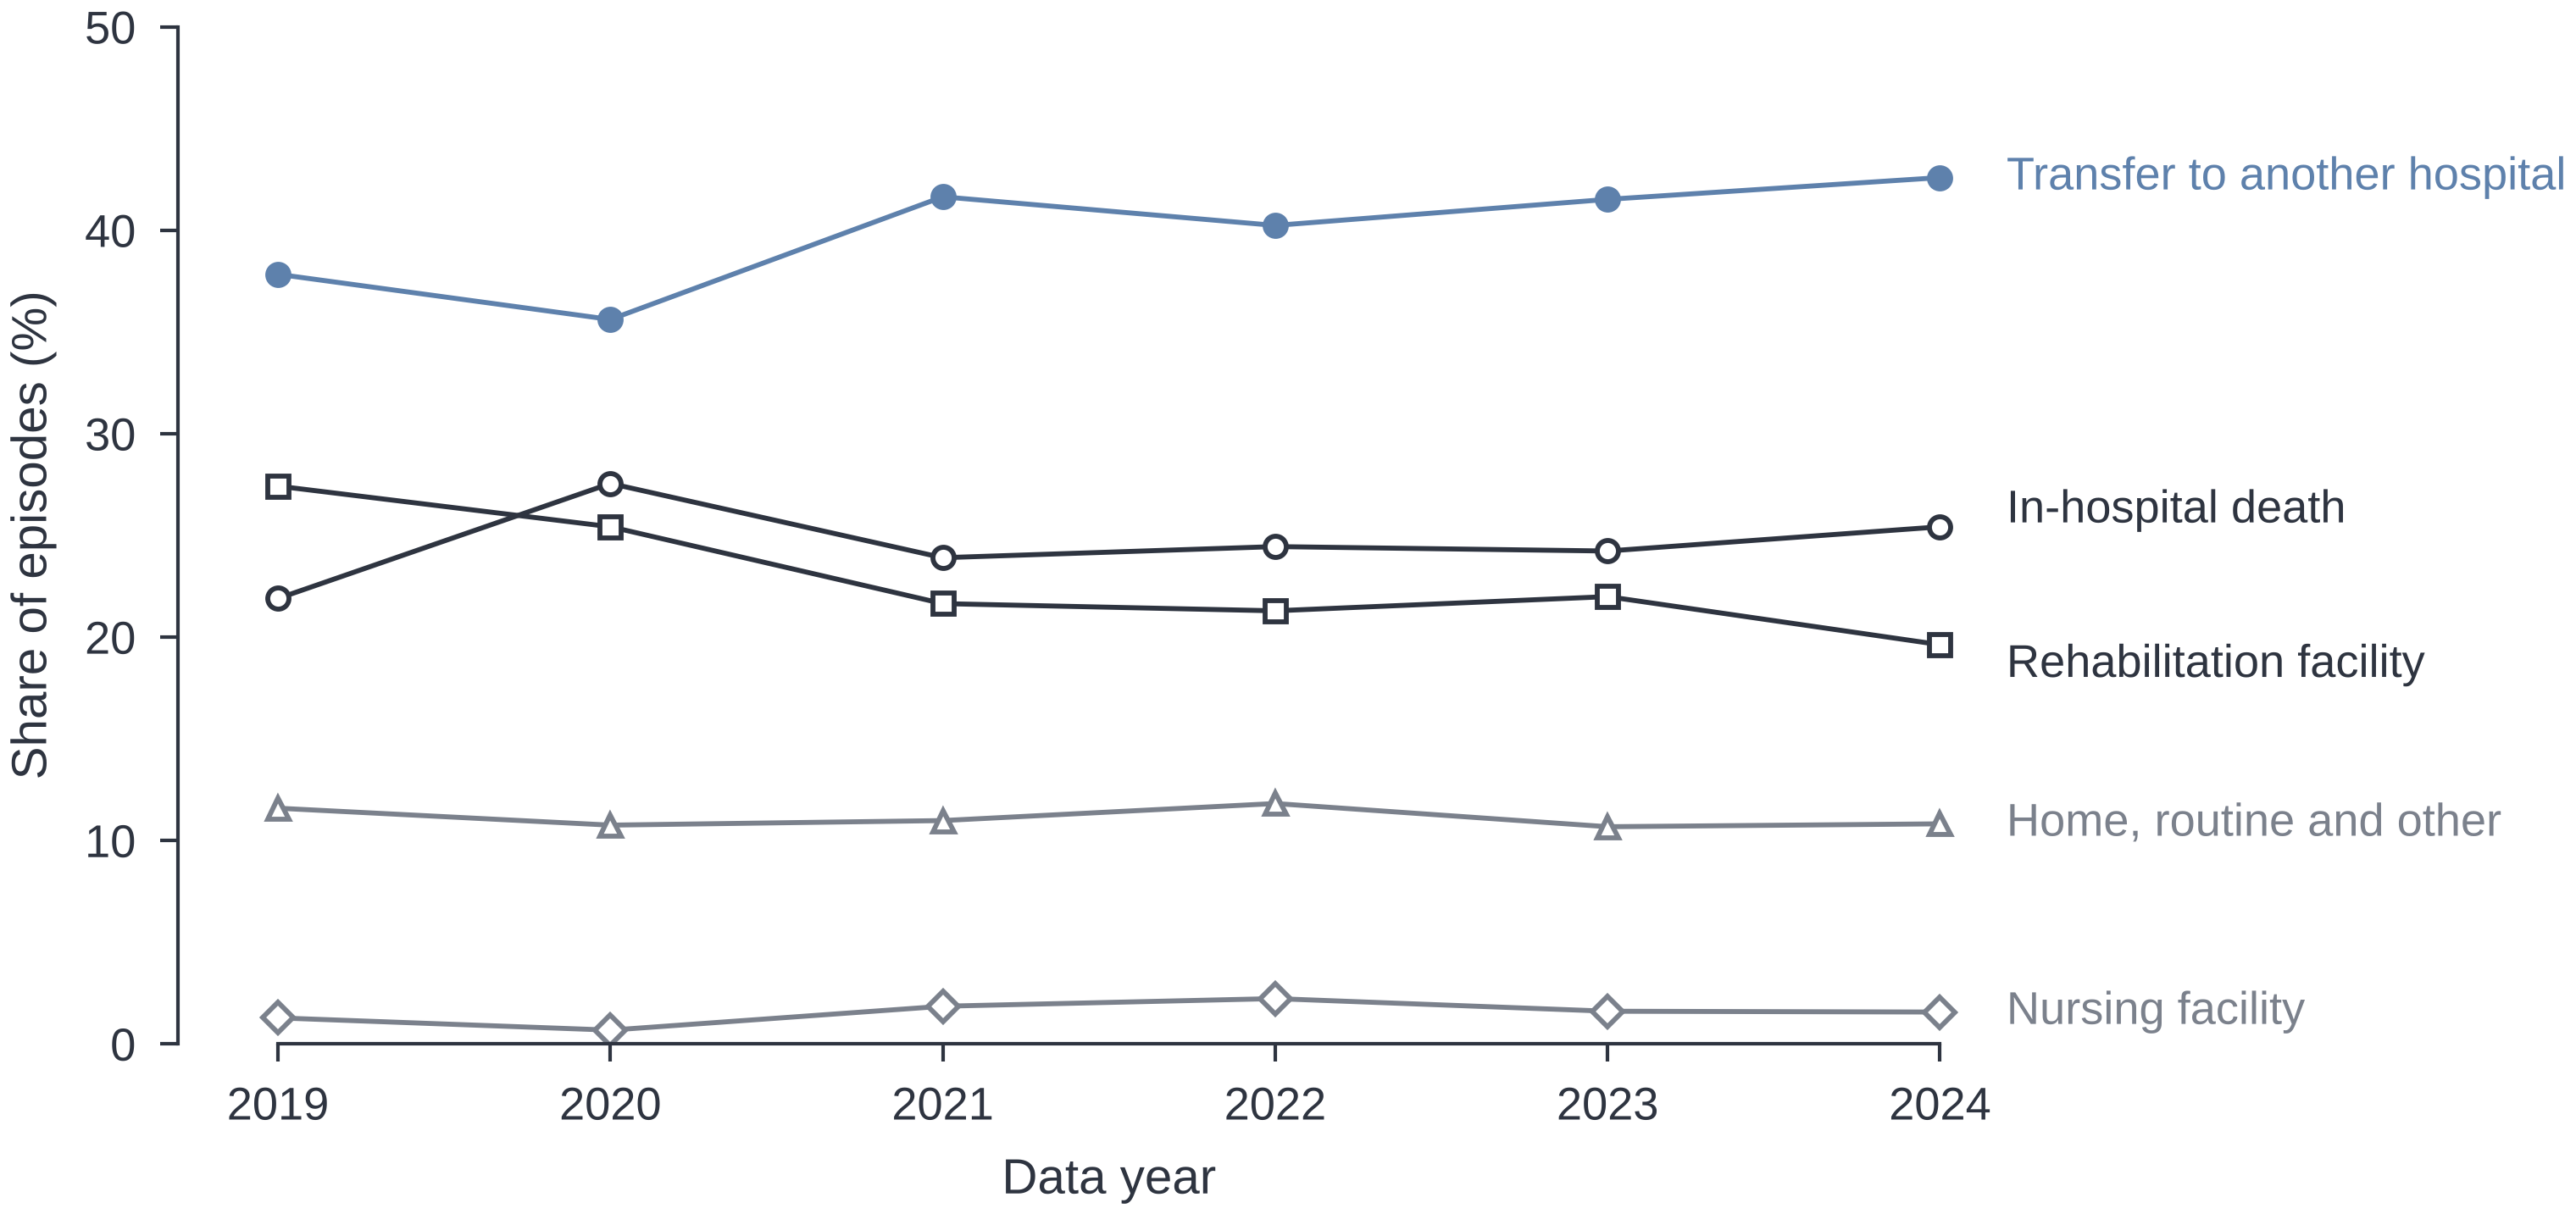 50
40
30
20
10
0
Share of episodes (%)
Transfer to another hospital
In-hospital death
Rehabilitation facility
Home, routine and other
Nursing facility
2019 2020 2021 2022 2023 2024
Data year